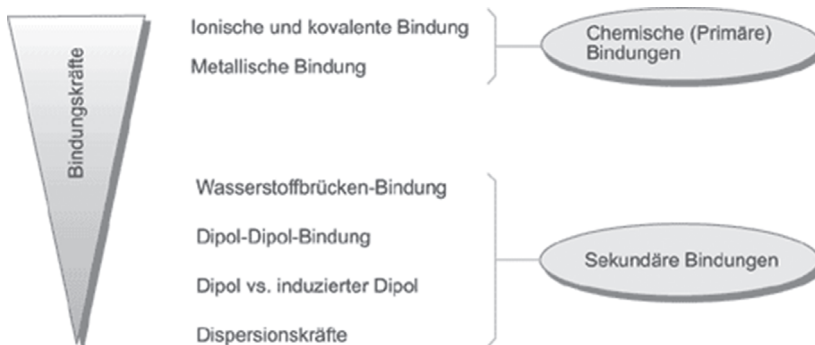 Bindungskräfte
Ionische und kovalente Bindung
Metallische Bindung
Chemische (Primäre)
Bindungen
Wasserstoffbrücken-Bindung
Dipol-Dipol-Bindung
Dipol vs. induzierter Dipol
Dispersionskräfte
Sekundäre Bindungen